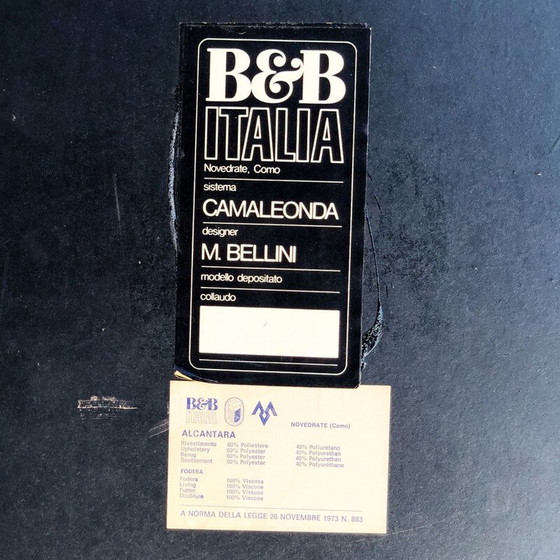 B&B
ITALIA
Novedrate, Como
sistema
CAMALEONDA
designer
M. BELLINI
modello depositato
collaudo
B&B
ITALIA
NOVEDRATE (Como)
ALCANTARA
Rivestimento 60% Poliestere 40% Poliuretano
Upholstery 60% Polyester 40% Polyurethan
Bezug 60% Polyester 40% Polyurethan
Revêtement 60% Polyester 40% Polyuréthane
FODERA
Fodera 100% Viscosa
Lining 100% Viscose
Futter 100% Viskose
Doublure 100% Viscose
A NORMA DELLA LEGGE 26 NOVEMBRE 1973 N. 883